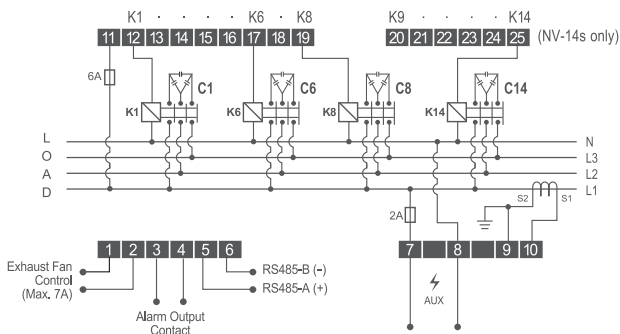 K1 · · · · K6 · K8 K9 · · · · K14
11 12 13 14 15 16 17 18 19 20 21 22 23 24 25 (NV-14s only)
6A
C1 C6 C8 C14
K1 K6 K8 K14
L N
O L3
A L2
D L1
S2 S1
2A
1 2 3 4 5 6 7 8 9 10
Exhaust Fan
Control
(Max. 7A)
RS485-B (-)
RS485-A (+)
Alarm Output
Contact
AUX